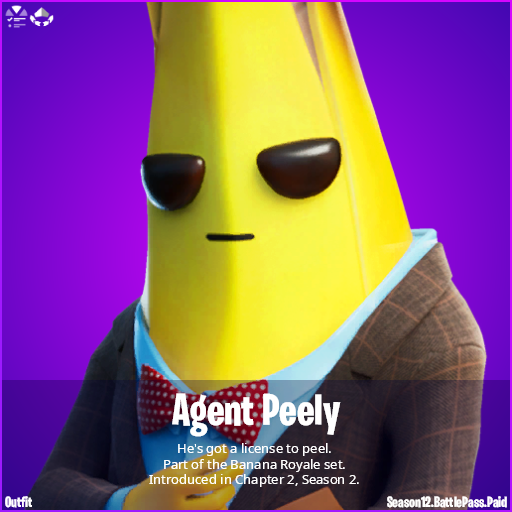 Agent Peely
He's got a license to peel.
Part of the Banana Royale set.
Introduced in Chapter 2, Season 2.
Outfit
Season12.BattlePass.Paid